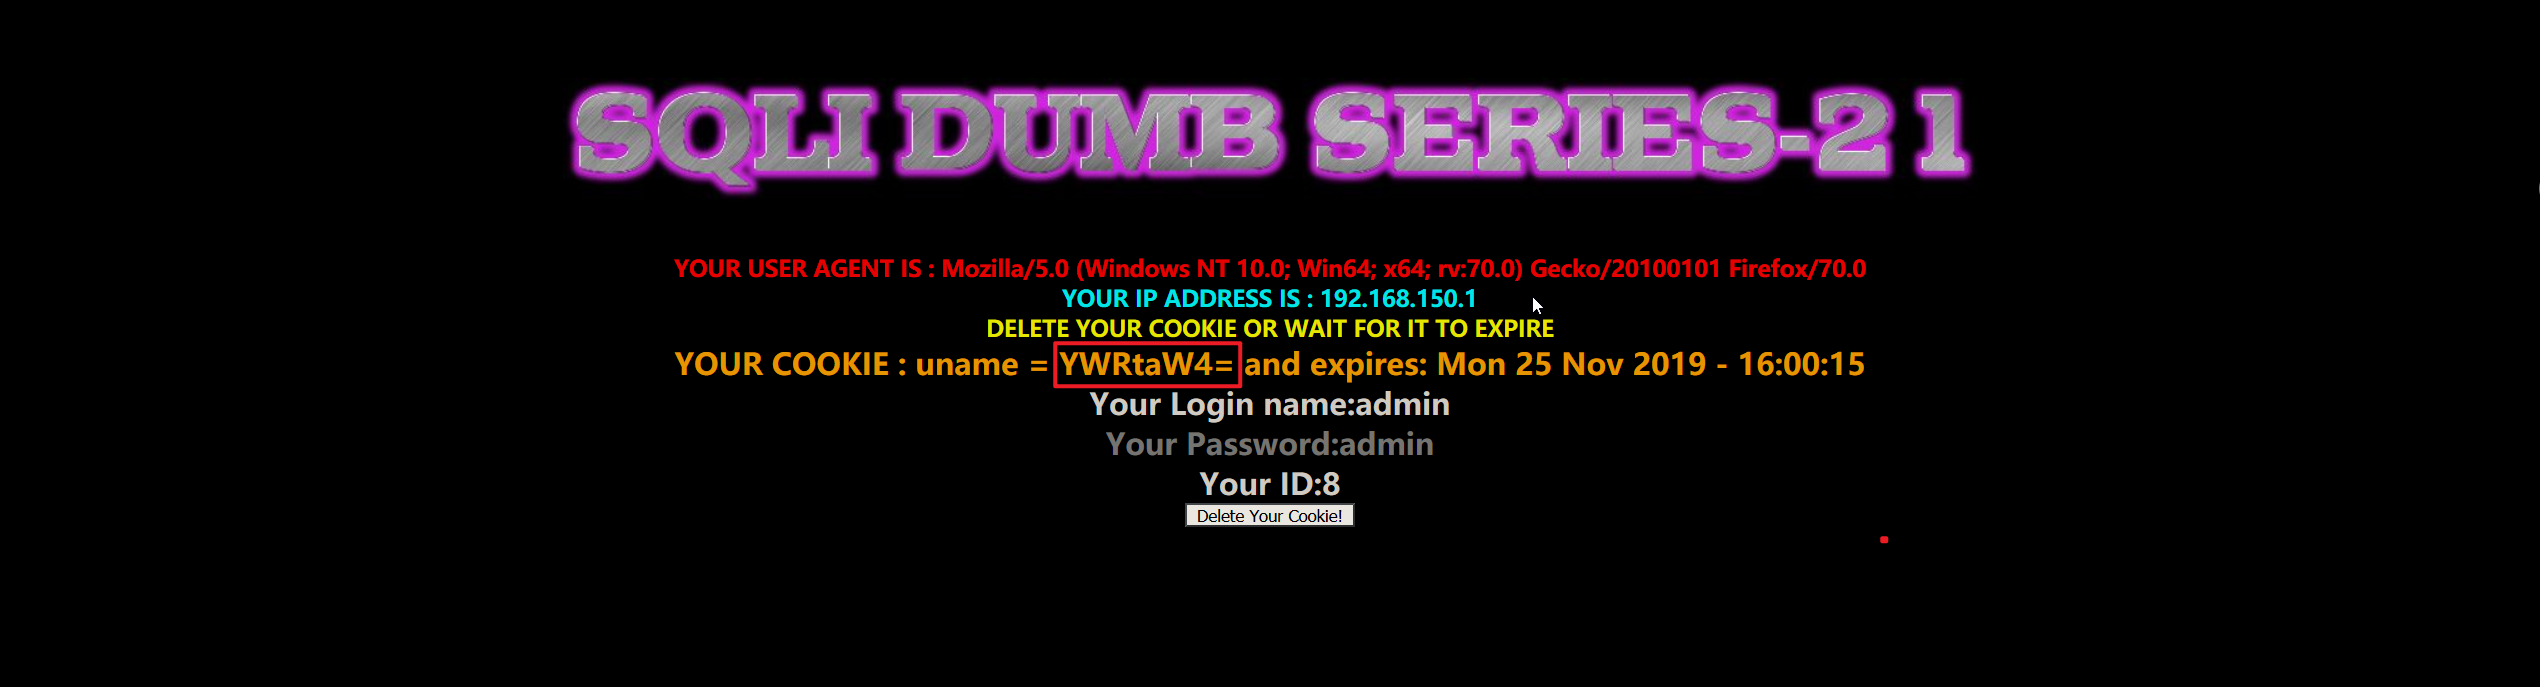 SQLI DUMB SERIES-21
YOUR USER AGENT IS : Mozilla/5.0 (Windows NT 10.0; Win64; x64; rv:70.0) Gecko/20100101 Firefox/70.0
YOUR IP ADDRESS IS : 192.168.150.1
DELETE YOUR COOKIE OR WAIT FOR IT TO EXPIRE
YOUR COOKIE : uname = YWRtaW4= and expires: Mon 25 Nov 2019 - 16:00:15
Your Login name:admin
Your Password:admin
Your ID:8
Delete Your Cookie!